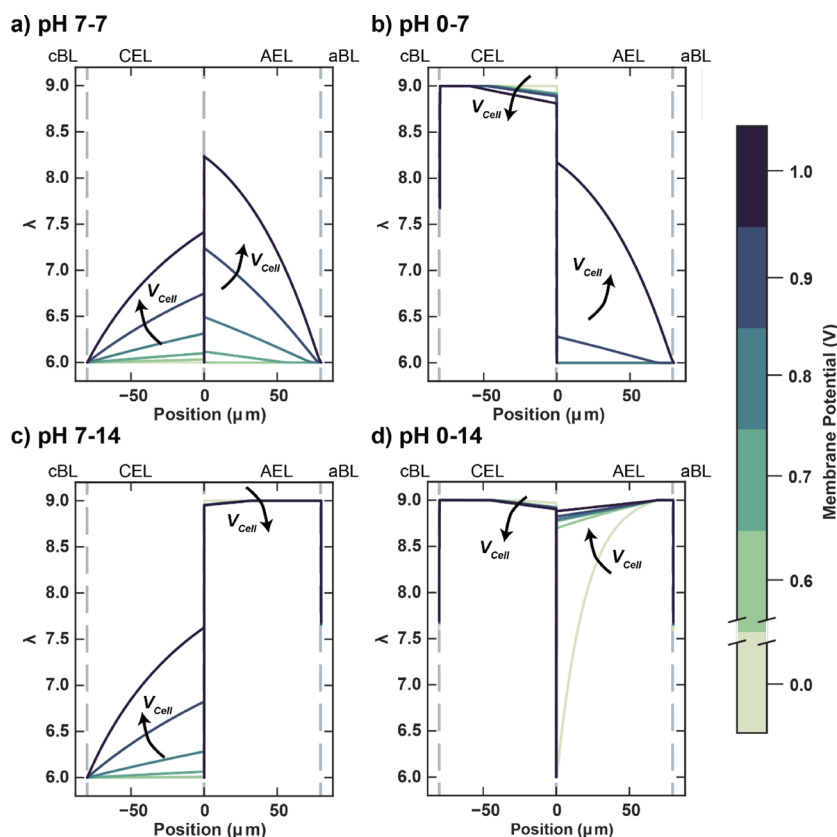 a) pH 7-7
cBL CEL AEL aBL
9.0
8.5
8.0
7.5
7.0
6.5
6.0
λ
V_Cell
V_Cell
−50 0 50
Position (µm)
b) pH 0-7
cBL CEL AEL aBL
9.0
8.5
8.0
7.5
7.0
6.5
6.0
λ
V_Cell
V_Cell
−50 0 50
Position (µm)
c) pH 7-14
cBL CEL AEL aBL
9.0
8.5
8.0
7.5
7.0
6.5
6.0
λ
V_Cell
V_Cell
−50 0 50
Position (µm)
d) pH 0-14
cBL CEL AEL aBL
9.0
8.5
8.0
7.5
7.0
6.5
6.0
λ
V_Cell
V_Cell
−50 0 50
Position (µm)
1.0
0.9
0.8
0.7
0.6
0.0
Membrane Potential (V)